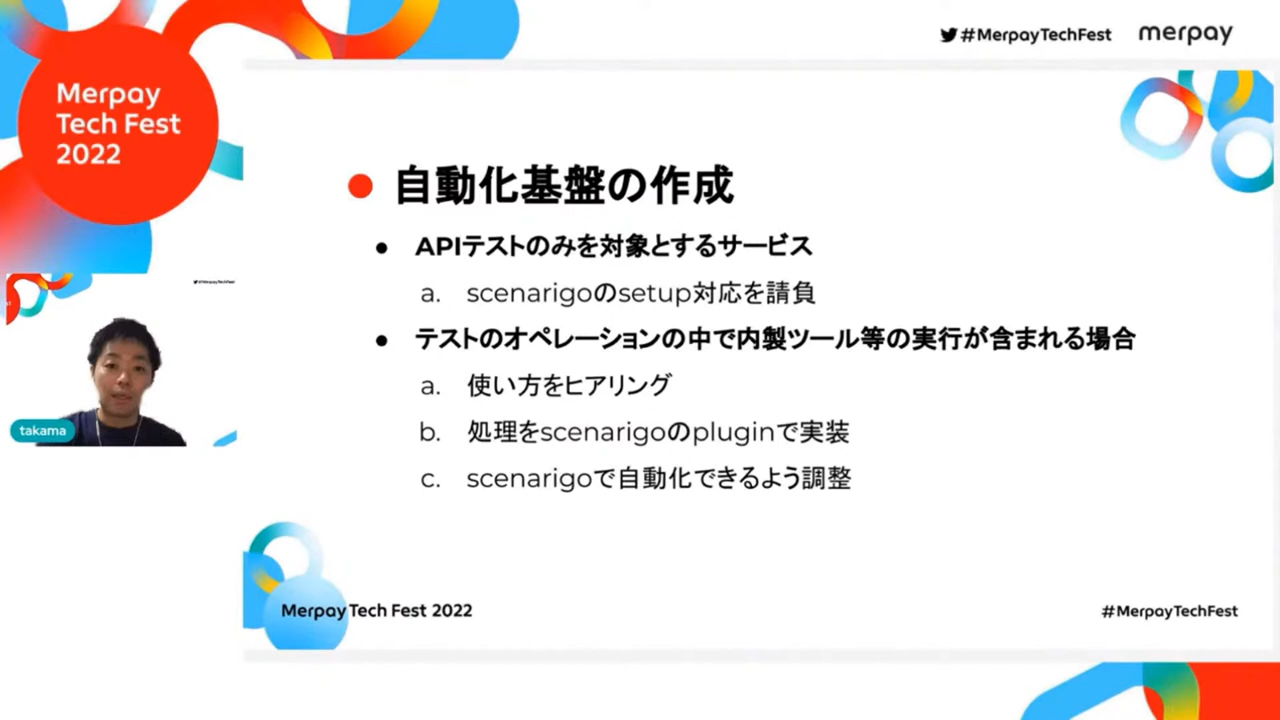 #MerpayTechFest merpay
Merpay
Tech Fest
2022
自動化基盤の作成
● APIテストのみを対象とするサービス
a. scenarigoのsetup対応を請負
● テストのオペレーションの中で内製ツール等の実行が含まれる場合
a. 使い方をヒアリング
b. 処理をscenarigoのpluginで実装
c. scenarigoで自動化できるよう調整
takama
Merpay Tech Fest 2022
#MerpayTechFest